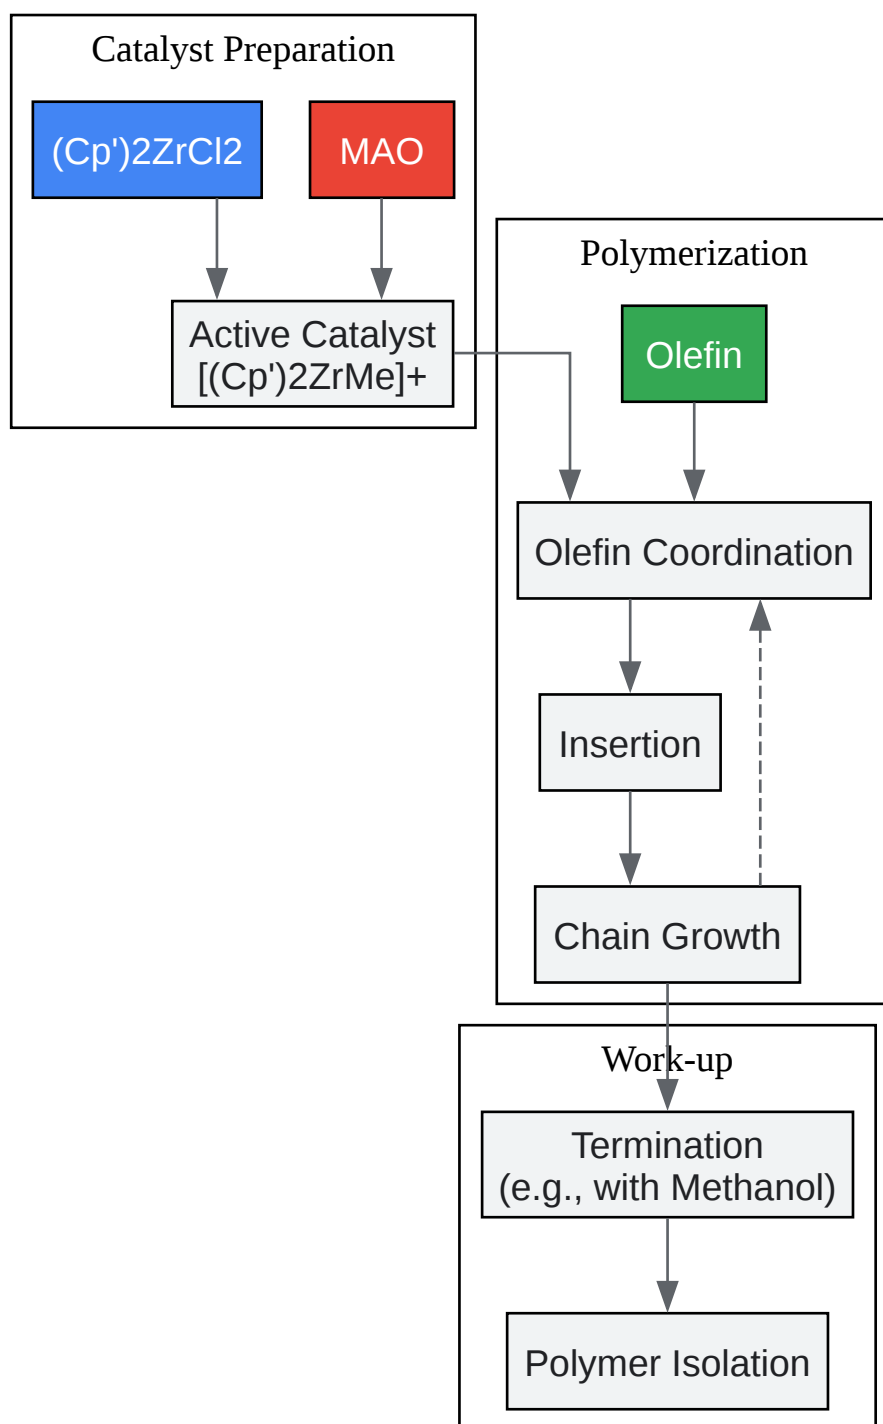 Catalyst Preparation
(Cp')2ZrCl2
MAO
Active Catalyst
[(Cp')2ZrMe]+
Polymerization
Olefin
Olefin Coordination
Insertion
Chain Growth
Work-up
Termination
(e.g., with Methanol)
Polymer Isolation